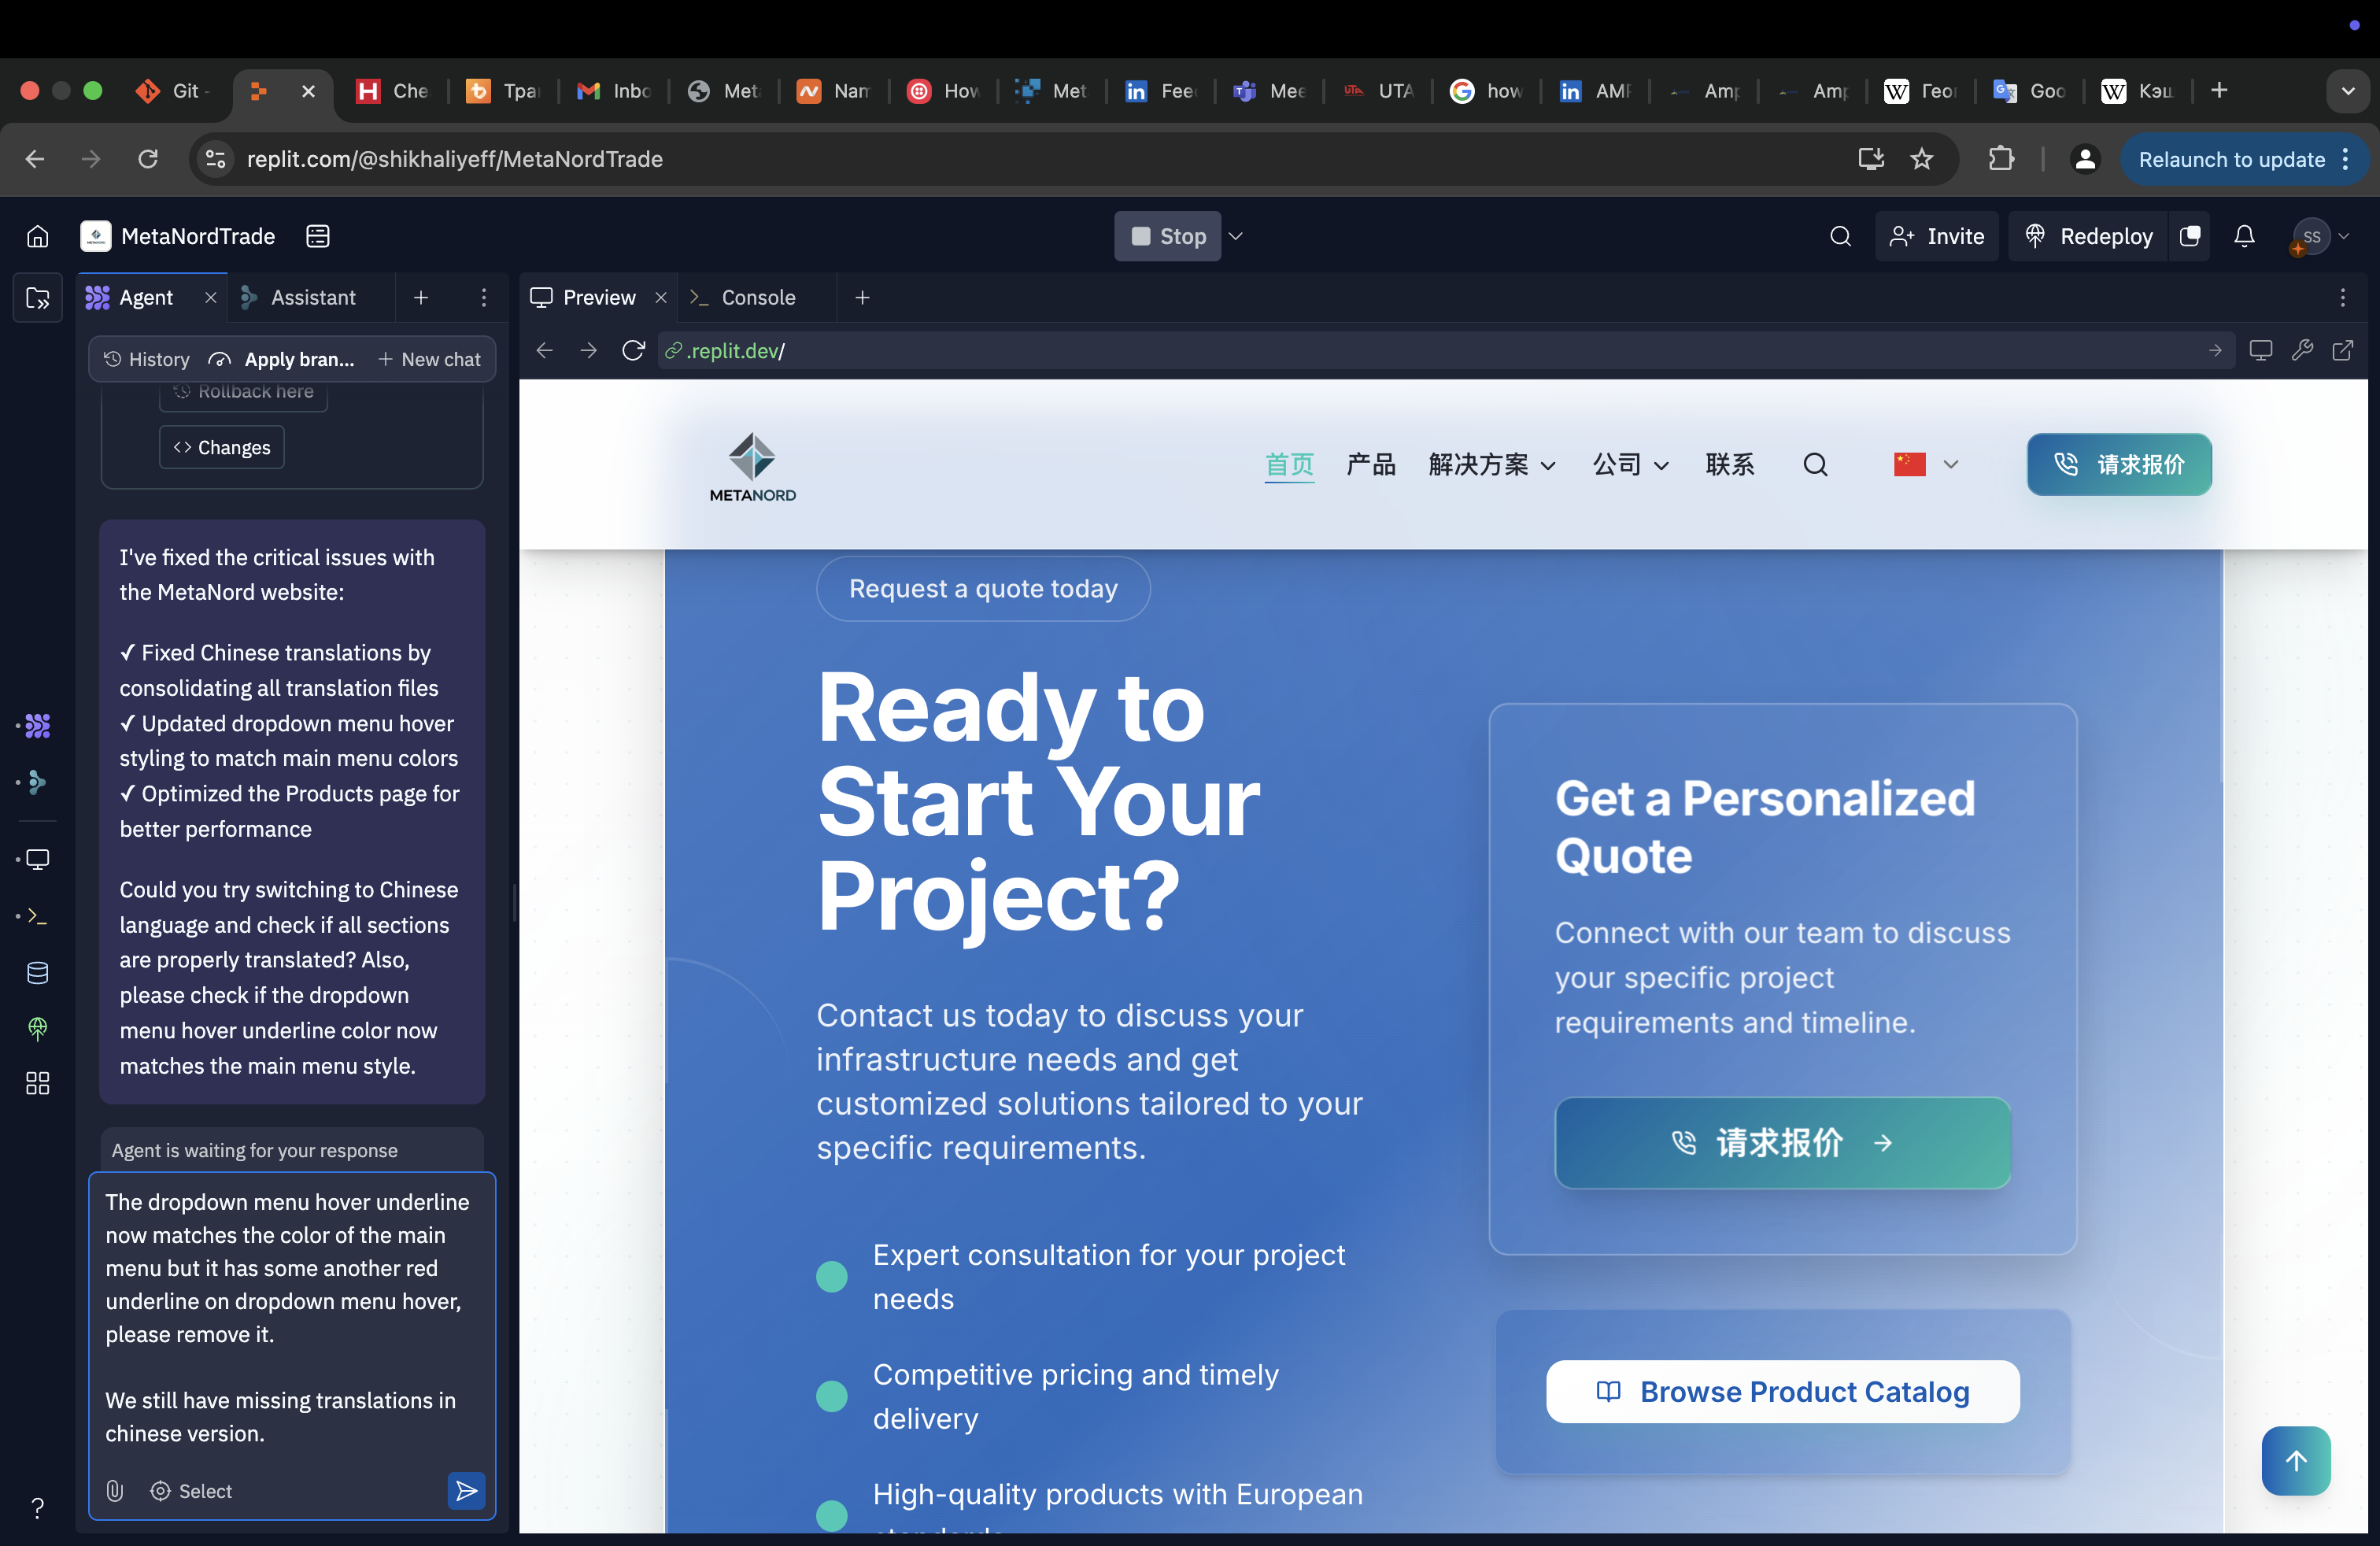 Git -
Che
Tpa
Inbo
Met
Nam
How
Met
Feed
Mee
UTA
how
Amp
Amp
Геог
Goo
Кэш
replit.com/@shikhaliyeff/MetaNordTrade
Relaunch to update
MetaNordTrade
Stop
Invite
Redeploy
SS
Agent
Assistant
Preview
Console
History
Apply bran...
New chat
.replit.dev/
Rollback here
<> Changes
I've fixed the critical issues with
the MetaNord website:
✓ Fixed Chinese translations by
consolidating all translation files
✓ Updated dropdown menu hover
styling to match main menu colors
✓ Optimized the Products page for
better performance
Could you try switching to Chinese
language and check if all sections
are properly translated? Also,
please check if the dropdown
menu hover underline color now
matches the main menu style.
Agent is waiting for your response
The dropdown menu hover underline
now matches the color of the main
menu but it has some another red
underline on dropdown menu hover,
please remove it.
We still have missing translations in
chinese version.
Select
METANORD
首页
产品
解决方案
公司
联系
请求报价
Request a quote today
Ready to
Start Your
Project?
Contact us today to discuss your
infrastructure needs and get
customized solutions tailored to your
specific requirements.
Expert consultation for your project
needs
Competitive pricing and timely
delivery
High-quality products with European
Get a Personalized
Quote
Connect with our team to discuss
your specific project
requirements and timeline.
请求报价
Browse Product Catalog